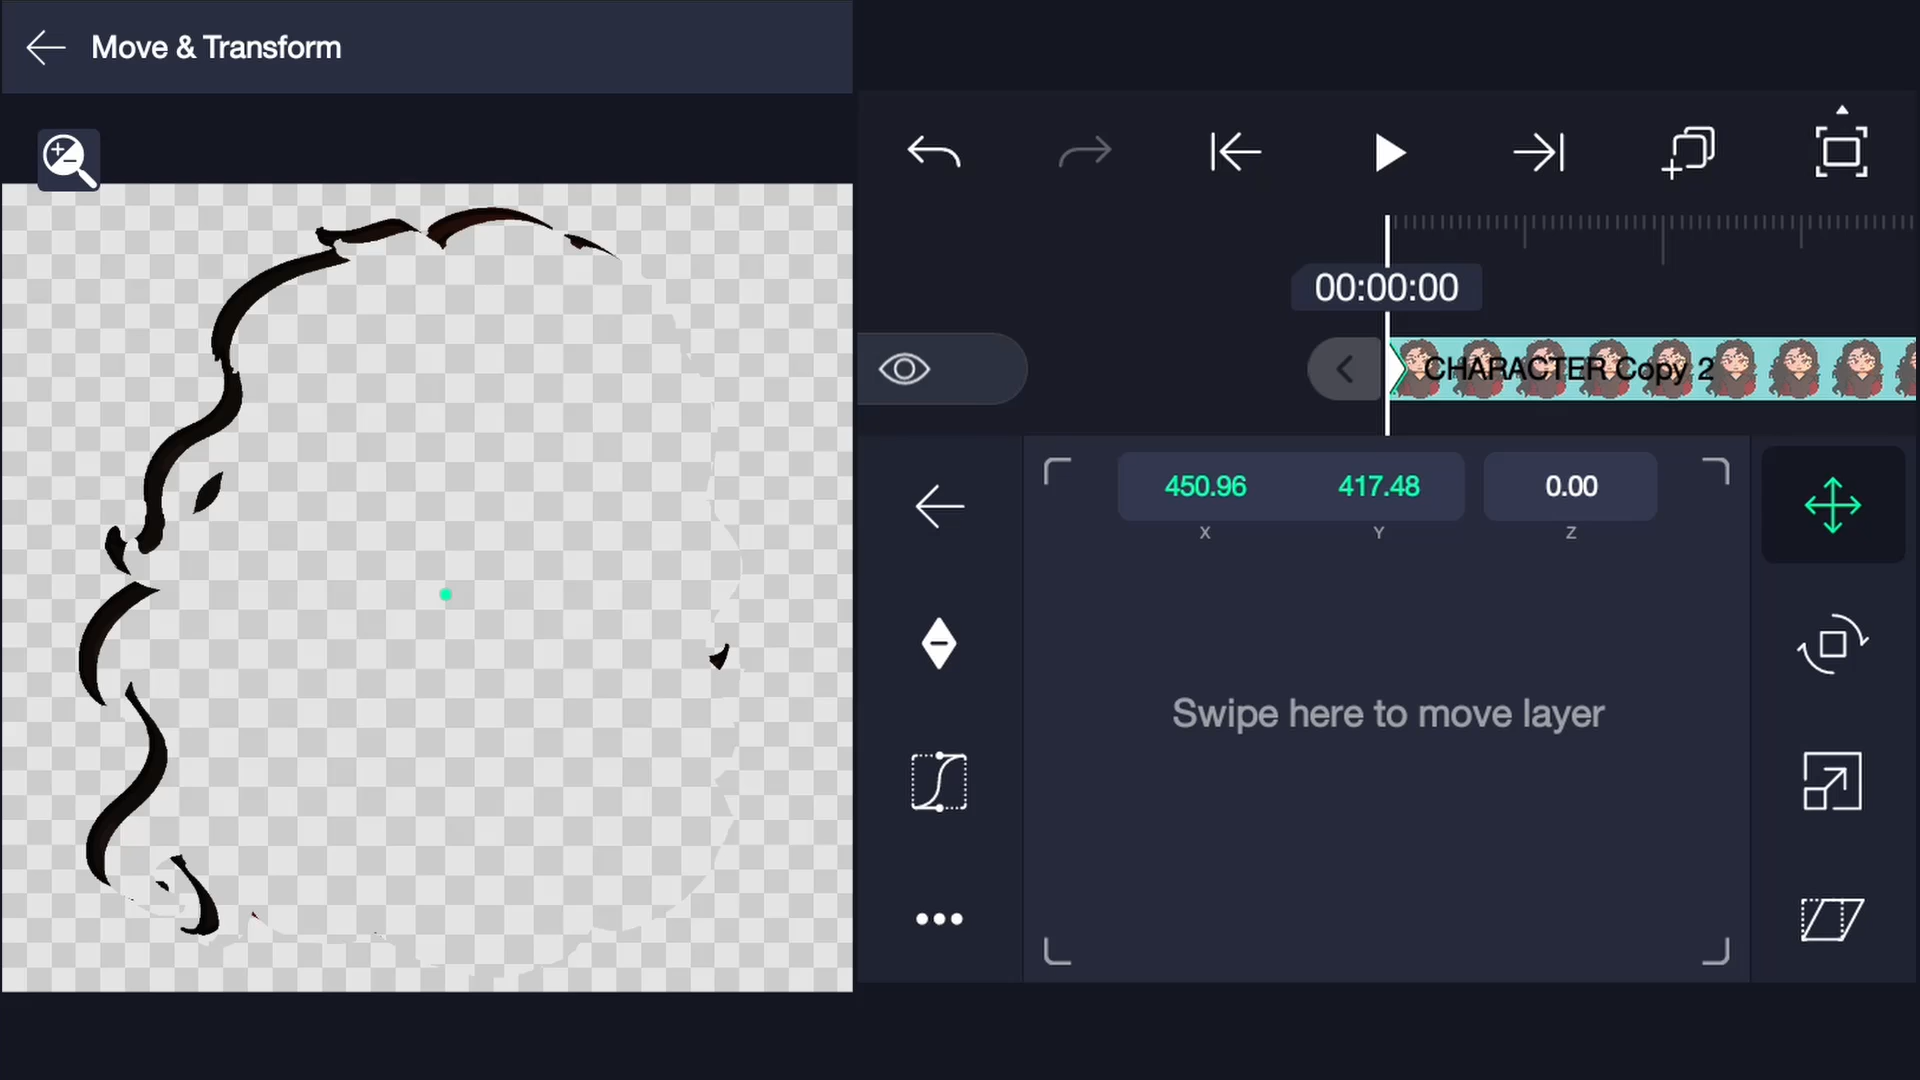 Move & Transform
00:00:00
CHARACTER Copy 2
450.96 417.48 0.00
X Y Z
Swipe here to move layer